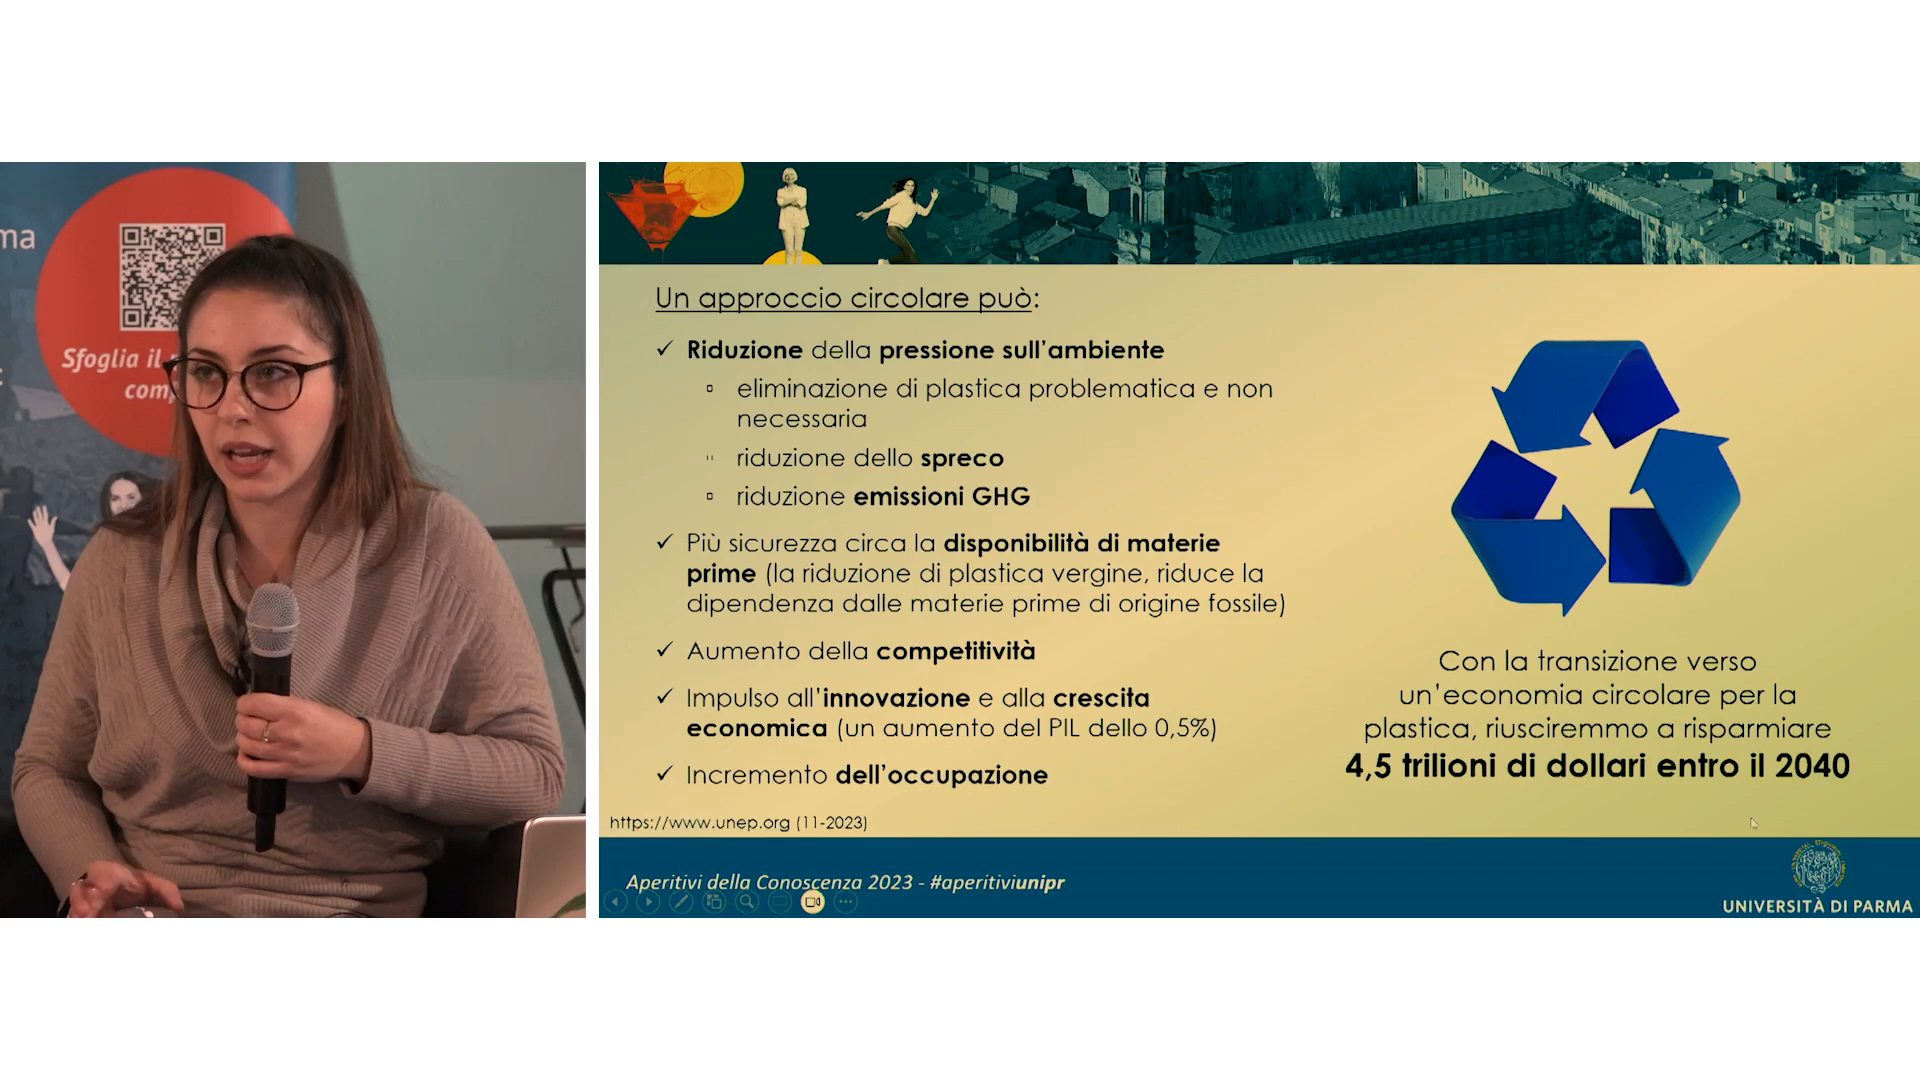 ma
Sfoglia il
Un approccio circolare può:
✓ Riduzione della pressione sull'ambiente
eliminazione di plastica problematica e non
necessaria
riduzione dello spreco
riduzione emissioni GHG
✓ Più sicurezza circa la disponibilità di materie
prime (la riduzione di plastica vergine, riduce la
dipendenza dalle materie prime di origine fossile)
✓ Aumento della competitività
✓ Impulso all'innovazione e alla crescita
economica (un aumento del PIL dello 0,5%)
✓ Incremento dell'occupazione
https://www.unep.org (11-2023)
Con la transizione verso
un'economia circolare per la
plastica, riusciremmo a risparmiare
4,5 trilioni di dollari entro il 2040
Aperitivi della Conoscenza 2023 - #aperitiviunipr
UNIVERSITÀ DI PARMA